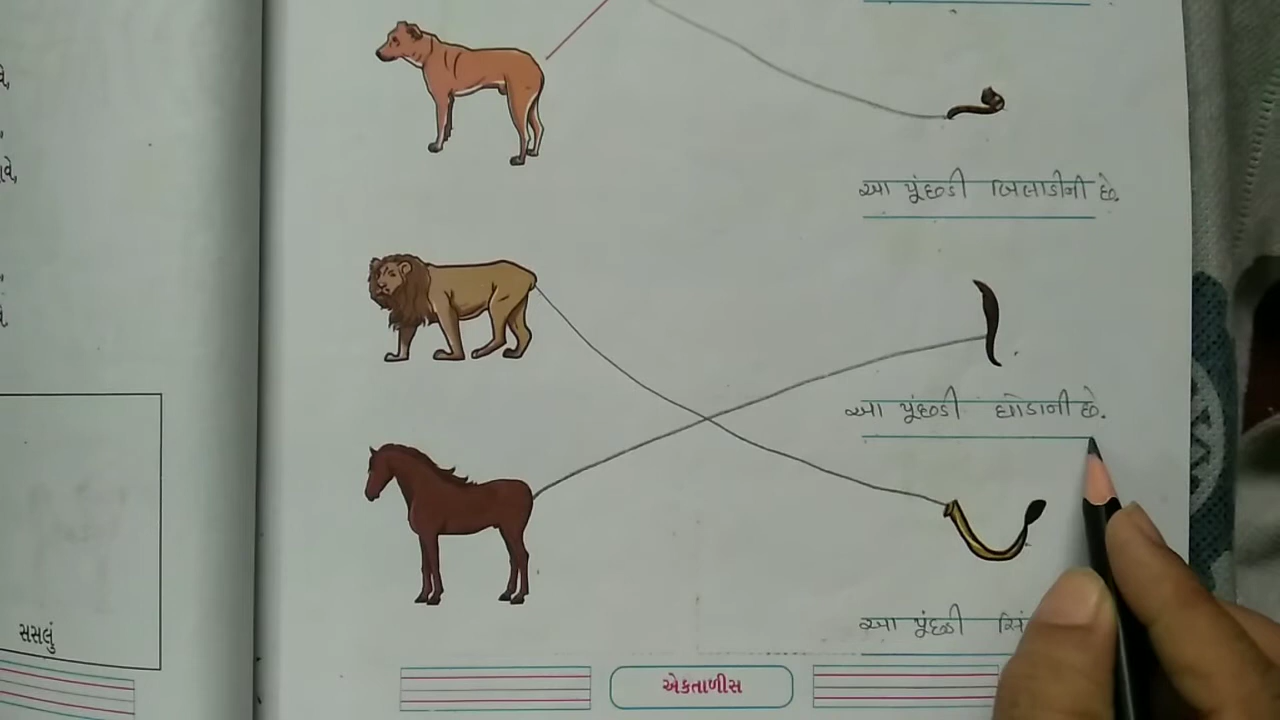 વે,
આ પૂંછડી બિલાડીની છે.
આ પૂંછડી ઘોડાની છે.
આ પૂંછડી
સસલું
એકતાળીસ